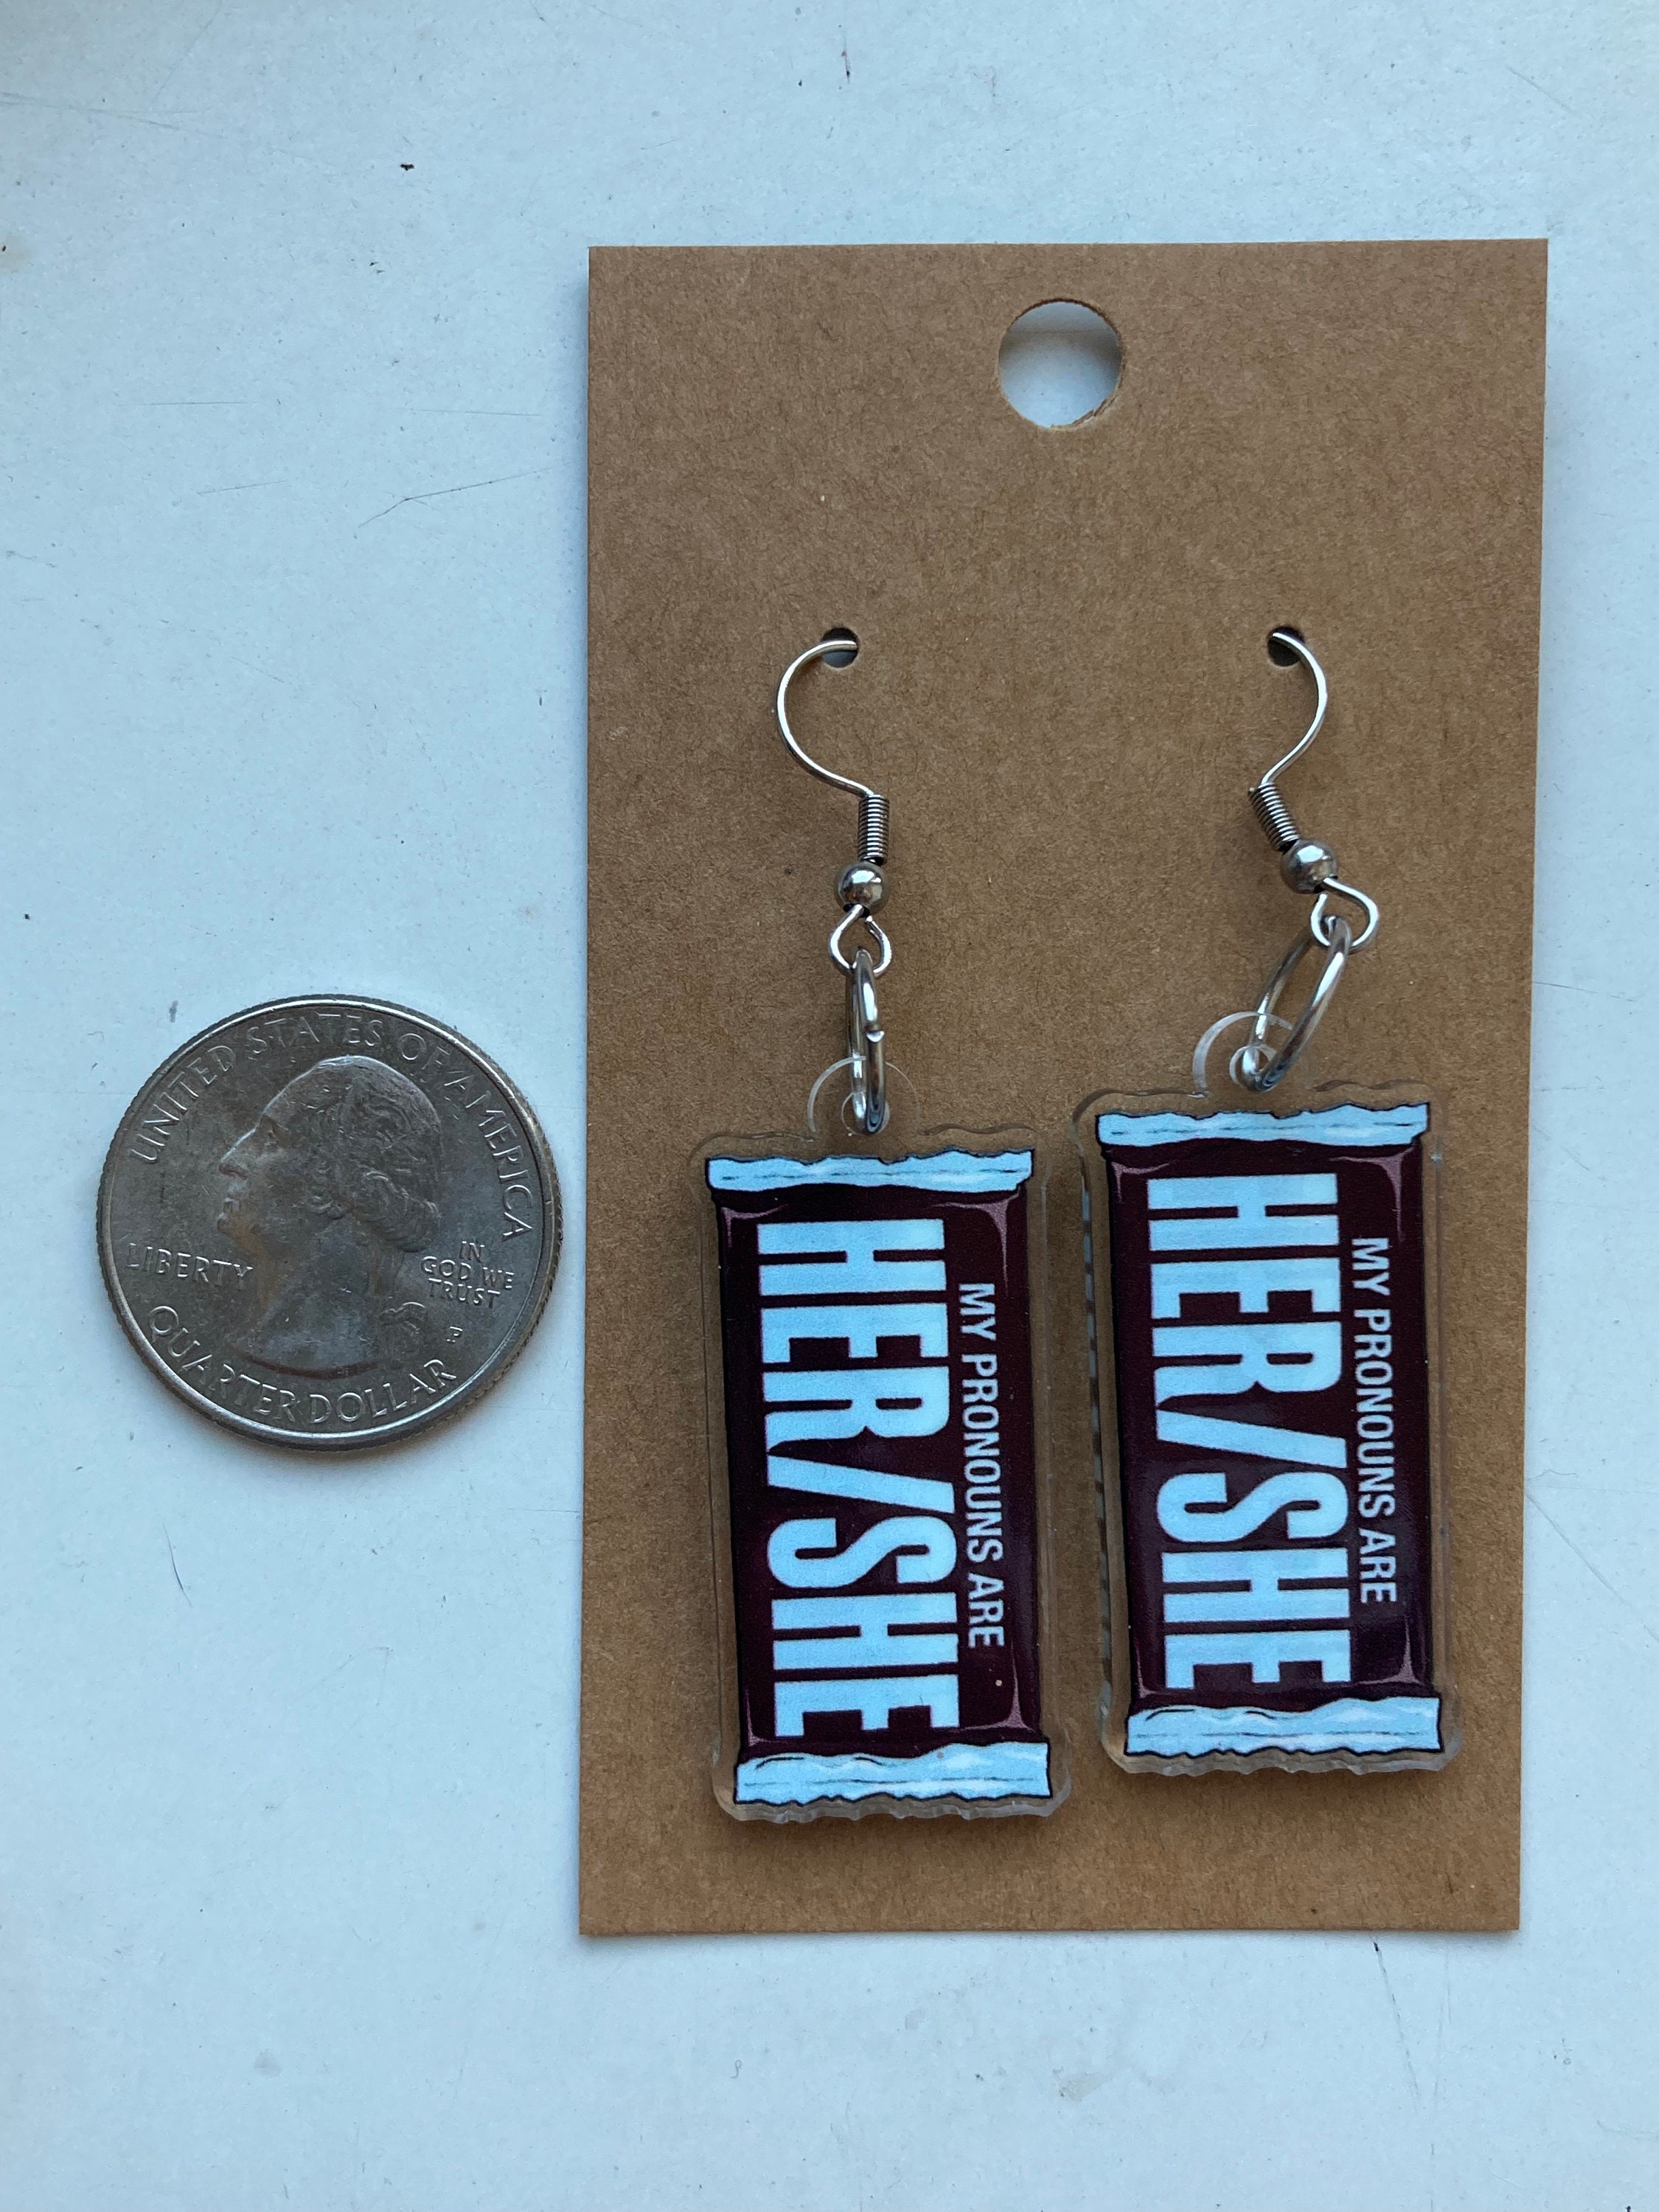 UNITED STATES OF AMERICA
LIBERTY
IN
GOD WE
TRUST
P
QUARTER DOLLAR
MY PRONOUNS ARE
HER/SHE
MY PRONOUNS ARE
HER/SHE